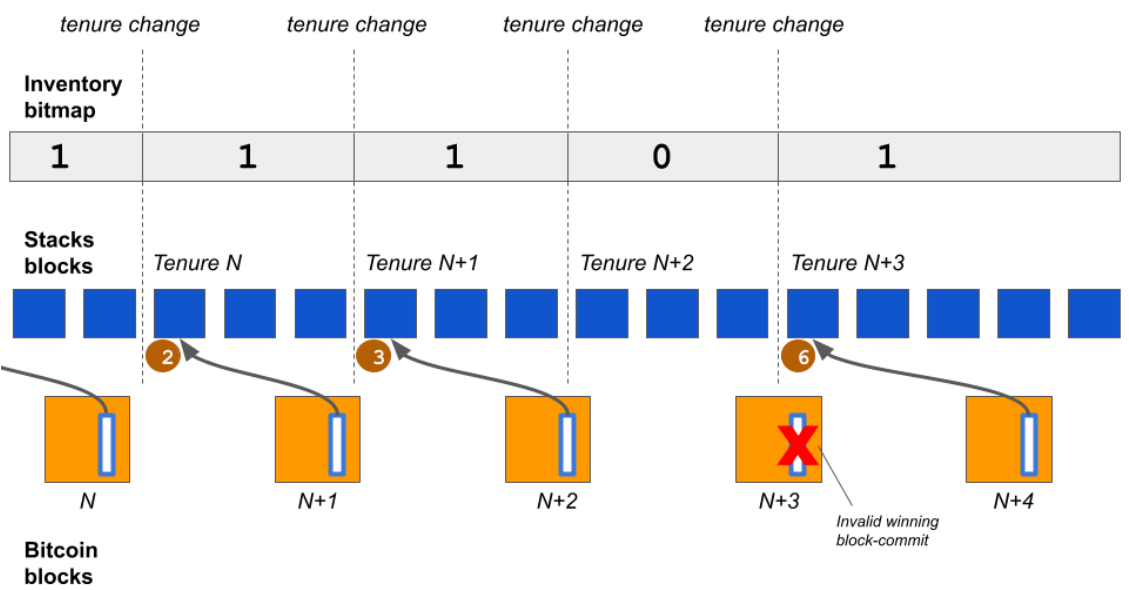 tenure change tenure change tenure change tenure change
Inventory
bitmap
1 1 1 0 1
Stacks
blocks
Tenure N Tenure N+1 Tenure N+2 Tenure N+3
2 3 6
N N+1 N+2 N+3 N+4
Invalid winning
block-commit
Bitcoin
blocks